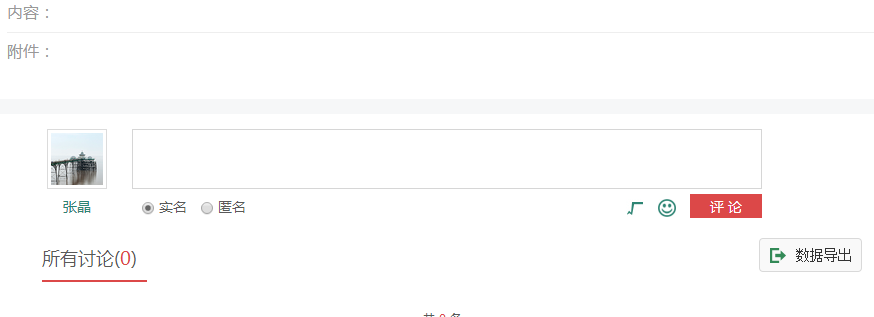 内容：
附件：
张晶
实名 匿名 评论
所有讨论(0)
数据导出